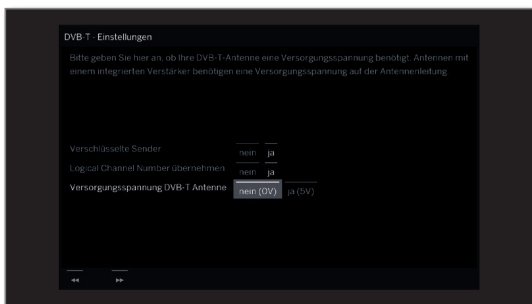 DVB-T - Einstellungen
Bitte geben Sie hier an, ob Ihre DVB-T-Antenne eine Versorgungsspannung benötigt. Antennen mit
einem integrierten Verstärker benötigen eine Versorgungsspannung auf der Antennenleitung
Verschlüsselte Sender nein ja
Logical Channel Number übernehmen nein ja
Versorgungsspannung DVB-T Antenne nein (0V) ja (5V)